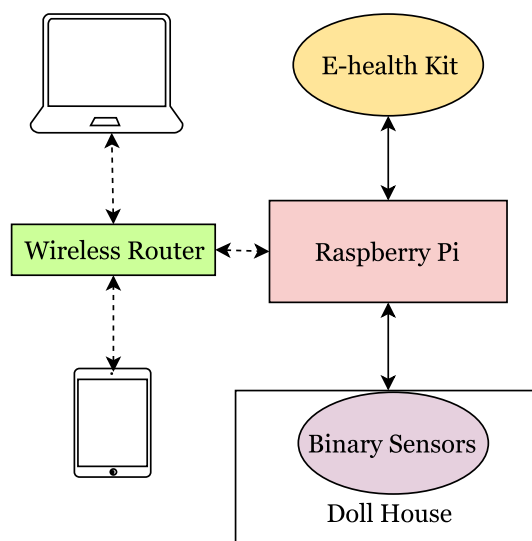 E-health Kit
Wireless Router
Raspberry Pi
Binary Sensors
Doll House